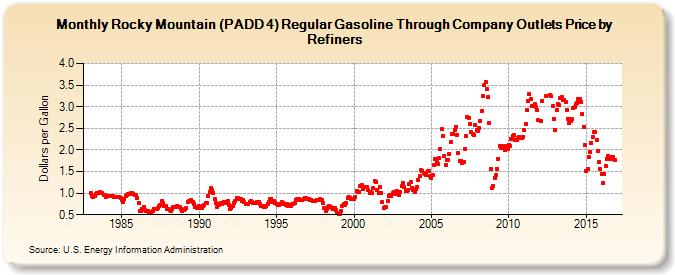 Monthly Rocky Mountain (PADD 4) Regular Gasoline Through Company Outlets Price by
Refiners
Dollars per Gallon
4.0
3.5
3.0
2.5
2.0
1.5
1.0
0.5
1985 1990 1995 2000 2005 2010 2015
Source: U.S. Energy Information Administration